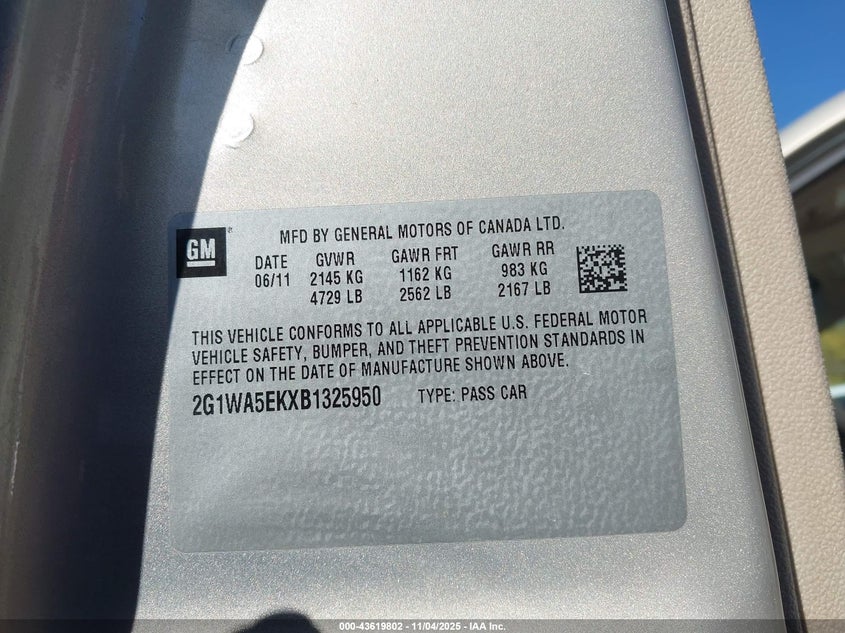 GM
MFD BY GENERAL MOTORS OF CANADA LTD.
DATE GVWR GAWR FRT GAWR RR
06/11 2145 KG 1162 KG 983 KG
4729 LB 2562 LB 2167 LB
THIS VEHICLE CONFORMS TO ALL APPLICABLE U.S. FEDERAL MOTOR
VEHICLE SAFETY, BUMPER, AND THEFT PREVENTION STANDARDS IN
EFFECT ON THE DATE OF MANUFACTURE SHOWN ABOVE.
2G1WA5EKXB1325950 TYPE: PASS CAR
000-43619802 - 11/04/2025 - IAA Inc.